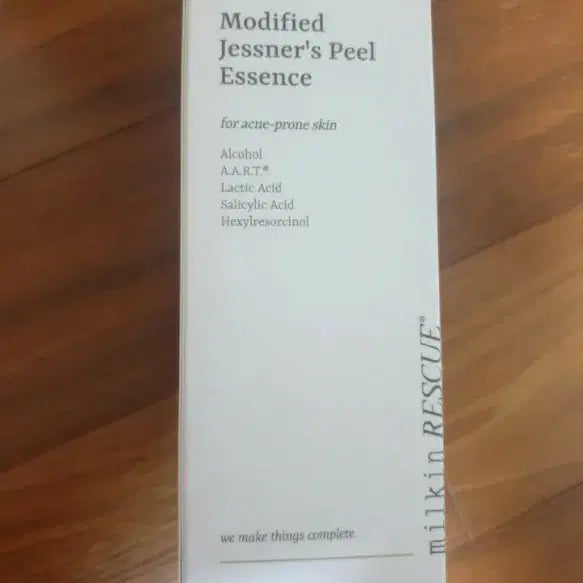 Modified
Jessner's Peel
Essence
for acne-prone skin
Alcohol
A.A.R.T.®
Lactic Acid
Salicylic Acid
Hexylresorcinol
milkin RESCUE®
we make things complete.